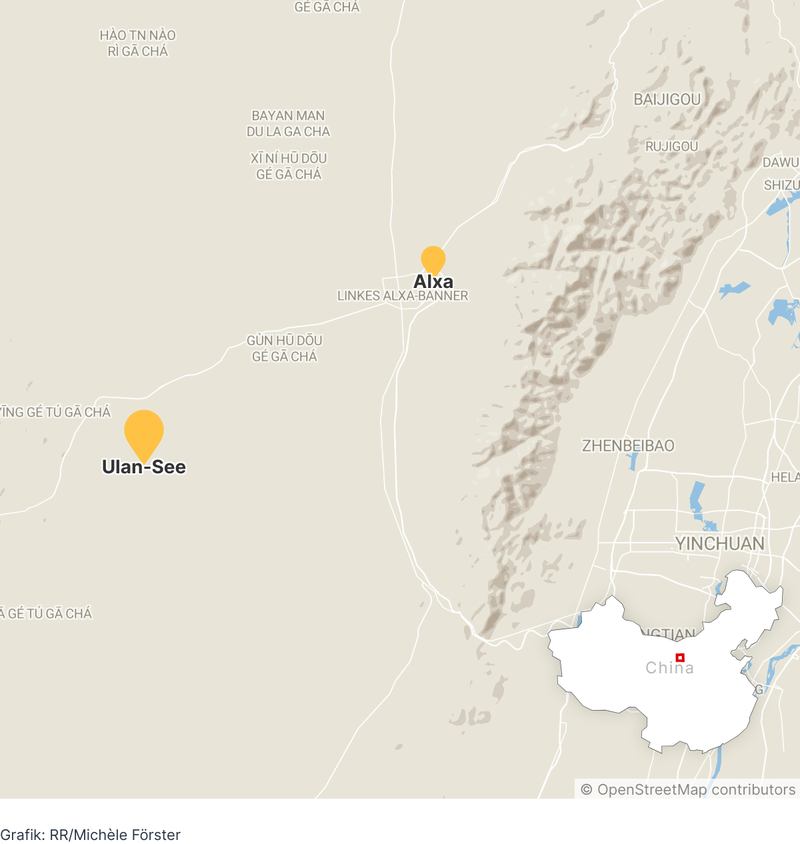 GÉ GĀ CHÁ
HÀO TN NÀO
RÌ GĀ CHÁ
BAIJIGOU
BAYAN MAN
DU LA GA CHA
RUJIGOU
XĪ NÍ HŪ DŌU
GÉ GĀ CHÁ
DAWU
SHIZU
Alxa
LINKES ALXA-BANNER
GÙN HŪ DŌU
GÉ GĀ CHÁ
YĪNG GÉ TÚ GĀ CHÁ
ZHENBEIBAO
Ulan-See
HELA
YINCHUAN
GÉ TÚ GĀ CHÁ
NGTIAN
China
G
© OpenStreetMap contributors
Grafik: RR/Michèle Förster